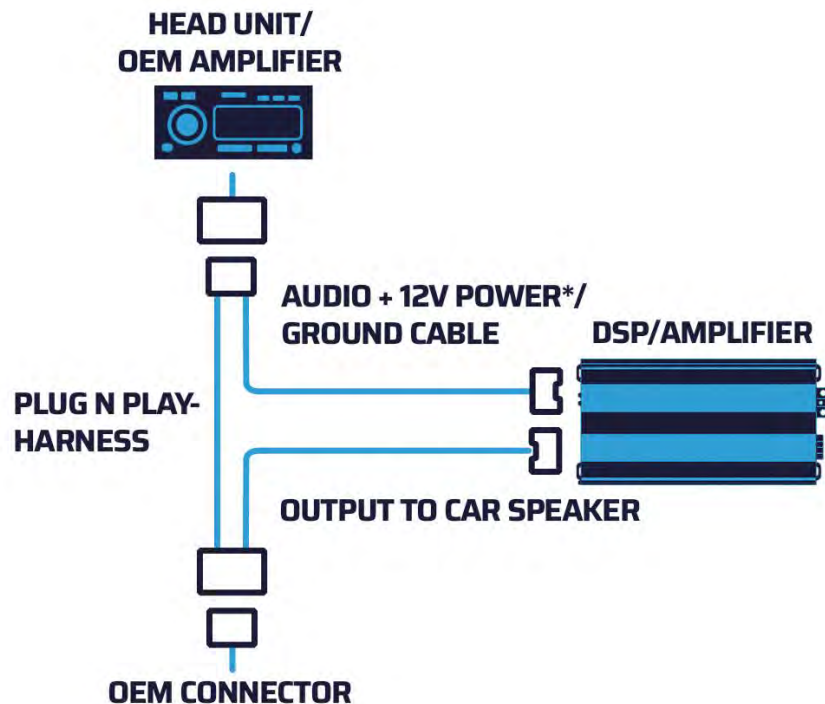 HEAD UNIT/
OEM AMPLIFIER
AUDIO + 12V POWER*/
GROUND CABLE
DSP/AMPLIFIER
PLUG N PLAY-
HARNESS
OUTPUT TO CAR SPEAKER
OEM CONNECTOR